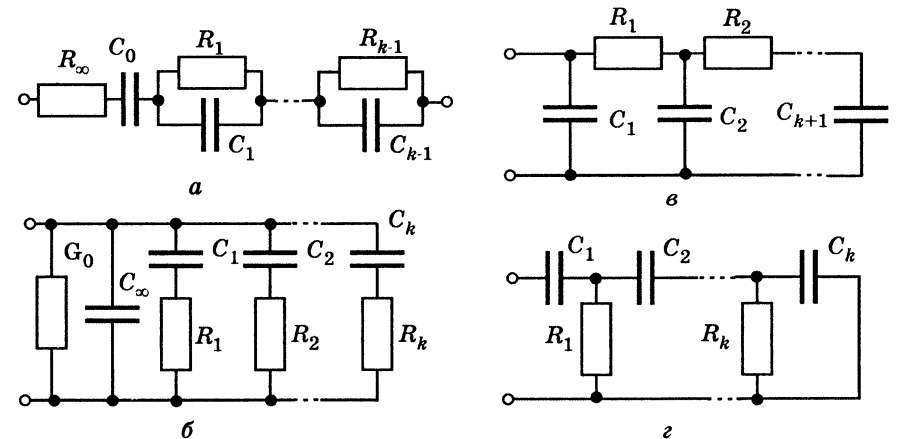 R∞ C₀ R₁ C₁ Rₖ₋₁ Cₖ₋₁
а
R₁ R₂ C₁ C₂ Cₖ₊₁
в
G₀ C∞ C₁ R₁ C₂ R₂ Cₖ Rₖ
б
C₁ R₁ C₂ Rₖ Cₖ
г